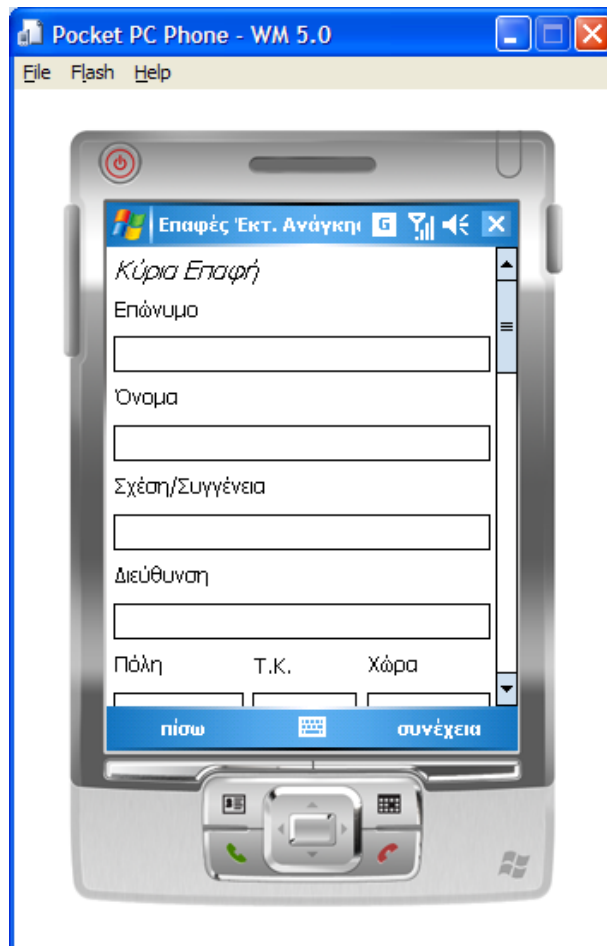 Pocket PC Phone - WM 5.0
File Flash Help
Επαφές Έκτ. Ανάγκη G
Κύρια Επαφή
Επώνυμο
Όνομα
Σχέση/Συγγένεια
Διεύθυνση
Πόλη Τ.Κ. Χώρα
πίσω συνέχεια